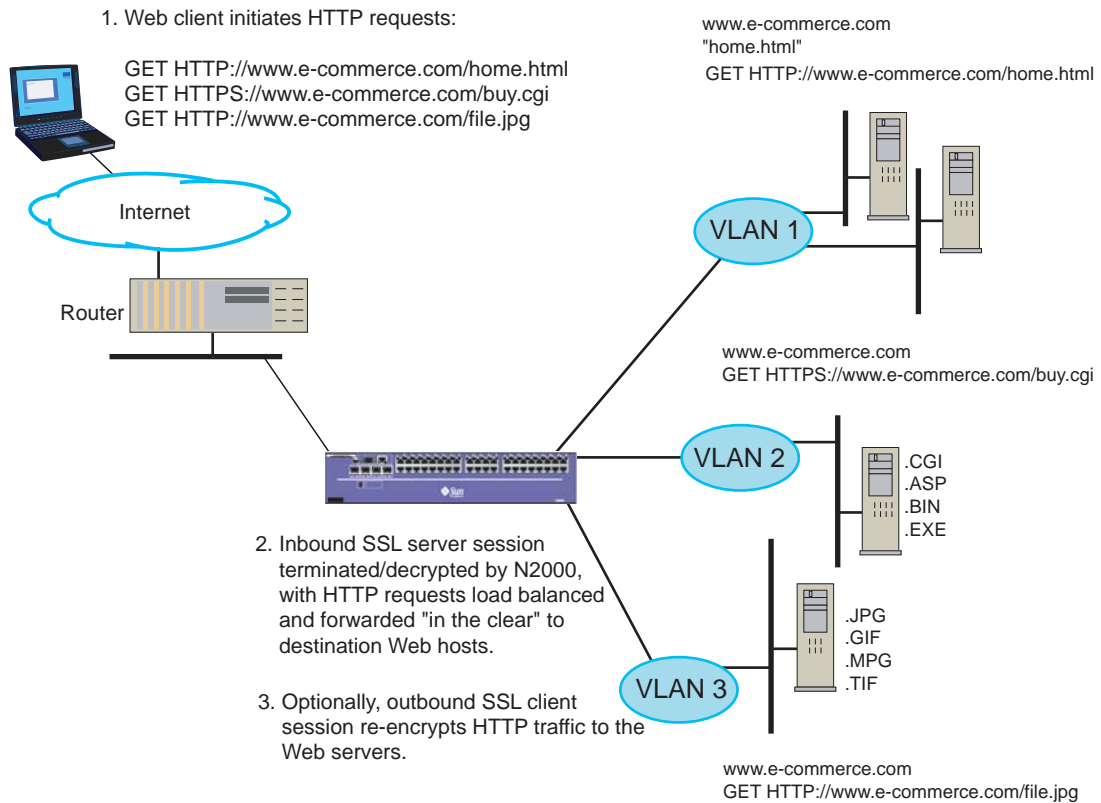 1. Web client initiates HTTP requests:
GET HTTP://www.e-commerce.com/home.html
GET HTTPS://www.e-commerce.com/buy.cgi
GET HTTP://www.e-commerce.com/file.jpg
Internet
Router
www.e-commerce.com
"home.html"
GET HTTP://www.e-commerce.com/home.html
VLAN 1
www.e-commerce.com
GET HTTPS://www.e-commerce.com/buy.cgi
VLAN 2
.CGI
.ASP
.BIN
.EXE
Sun
2. Inbound SSL server session
terminated/decrypted by N2000,
with HTTP requests load balanced
and forwarded "in the clear" to
destination Web hosts.
3. Optionally, outbound SSL client
session re-encrypts HTTP traffic to the
Web servers.
VLAN 3
.JPG
.GIF
.MPG
.TIF
www.e-commerce.com
GET HTTP://www.e-commerce.com/file.jpg